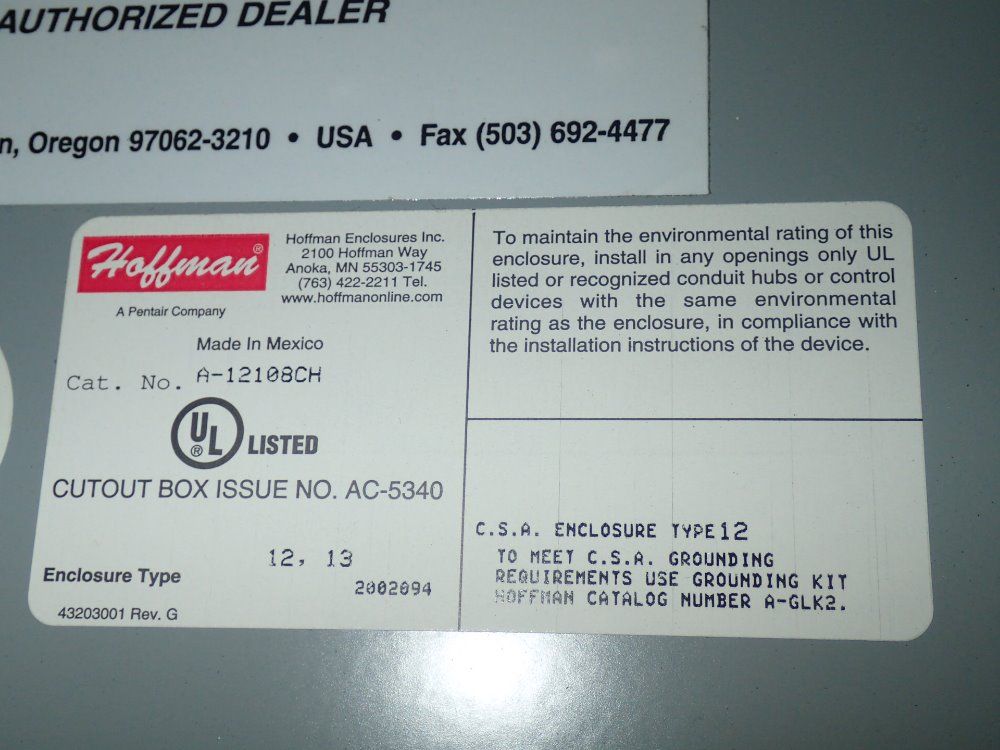 AUTHORIZED DEALER
n, Oregon 97062-3210 • USA • Fax (503) 692-4477
Hoffman®
A Pentair Company
Hoffman Enclosures Inc.
2100 Hoffman Way
Anoka, MN 55303-1745
(763) 422-2211 Tel.
www.hoffmanonline.com
Made In Mexico
Cat. No. A-12108CH
UL® LISTED
CUTOUT BOX ISSUE NO. AC-5340
Enclosure Type 12, 13
2002094
43203001 Rev. G
To maintain the environmental rating of this
enclosure, install in any openings only UL
listed or recognized conduit hubs or control
devices with the same environmental
rating as the enclosure, in compliance with
the installation instructions of the device.
C.S.A. ENCLOSURE TYPE 12
TO MEET C.S.A. GROUNDING
REQUIREMENTS USE GROUNDING KIT
HOFFMAN CATALOG NUMBER A-GLK2.